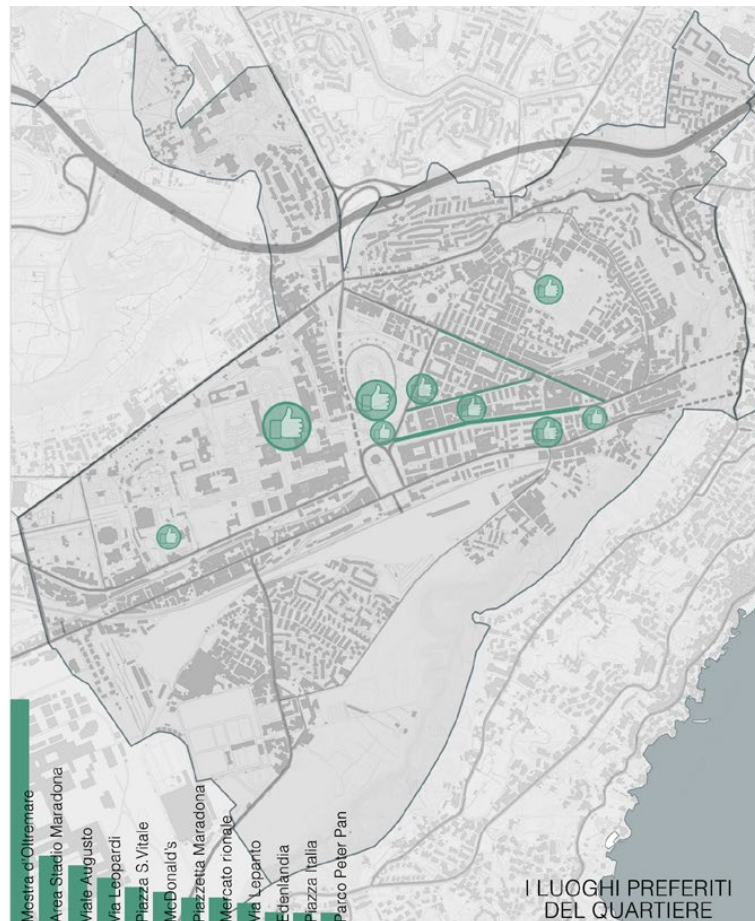 Mostra d'Oltremare
Area Stadio Maradona
Viale Augusto
Via Leopardi
Piazza S.Vitale
McDonald's
Piazzetta Maradona
Mercato rionale
Via Lepanto
Edenlandia
Piazza Italia
Parco Peter Pan
I LUOGHI PREFERITI
DEL QUARTIERE